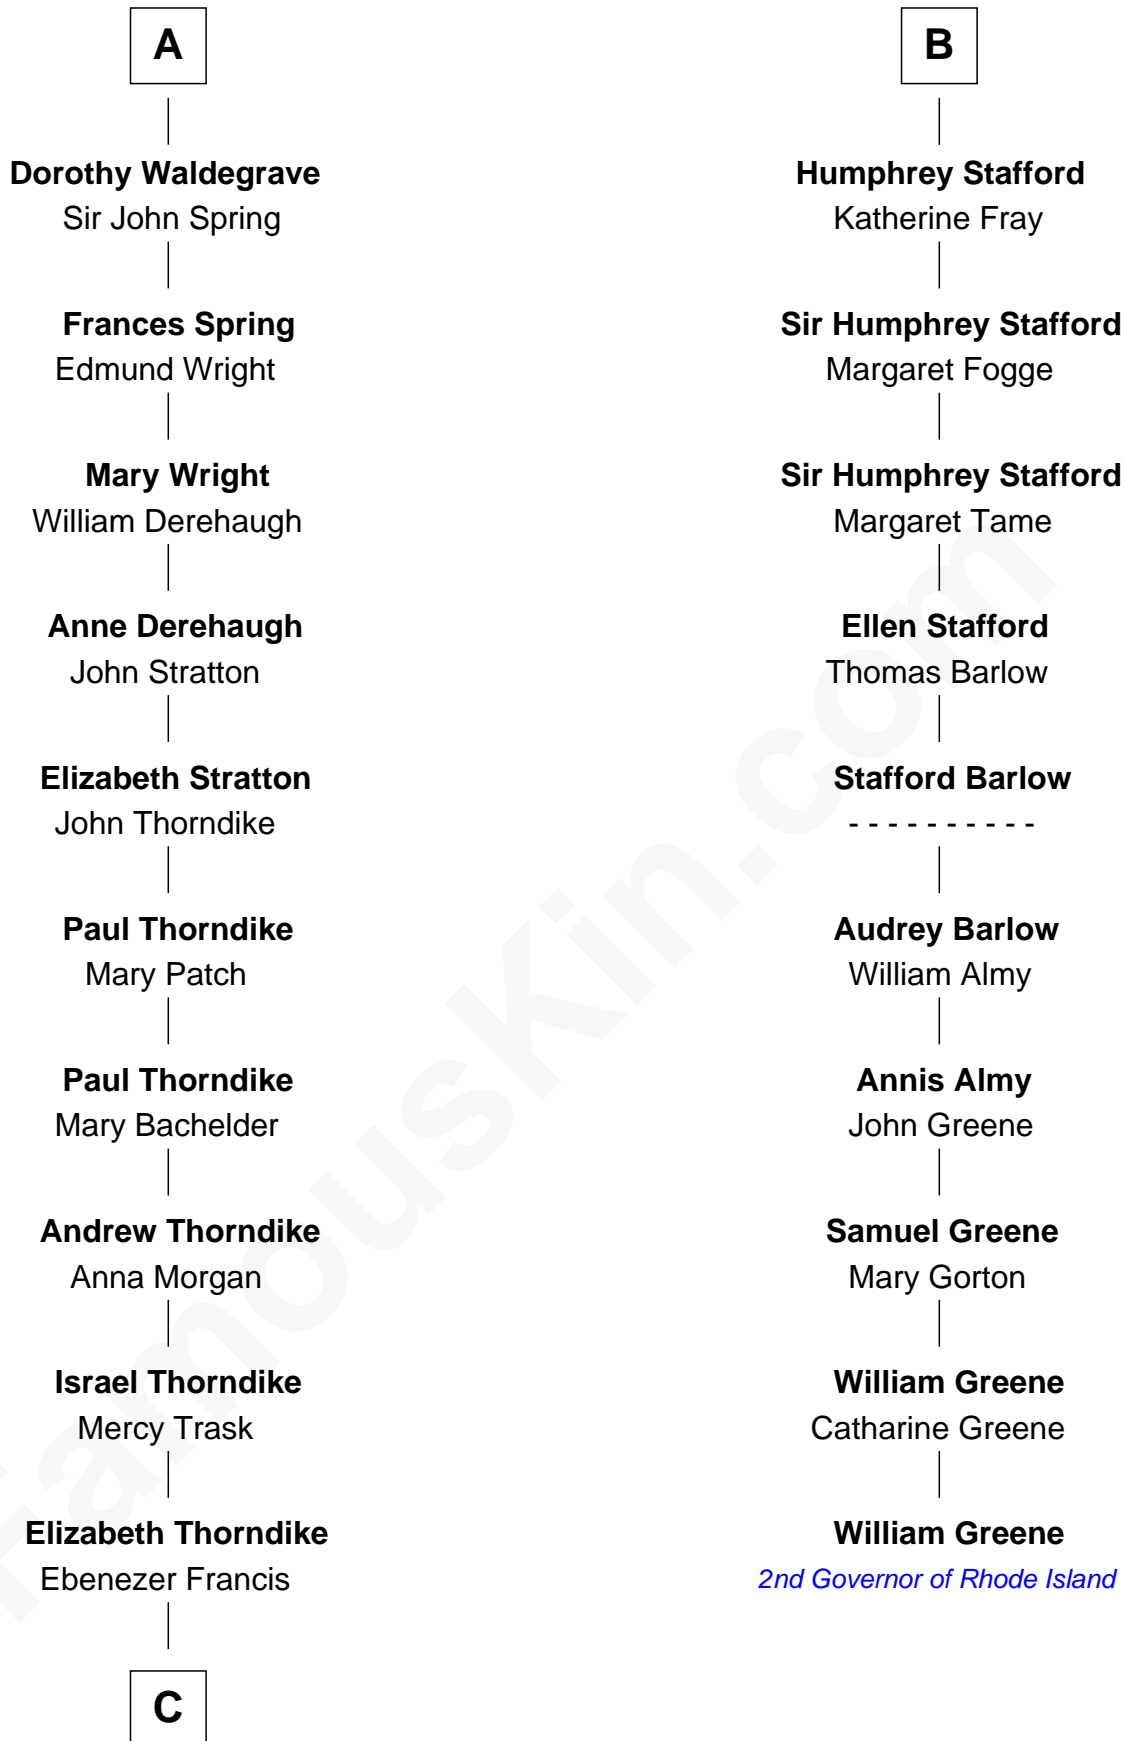 A
Dorothy Waldegrave
Sir John Spring
Frances Spring
Edmund Wright
Mary Wright
William Derehaugh
Anne Derehaugh
John Stratton
Elizabeth Stratton
John Thorndike
Paul Thorndike
Mary Patch
Paul Thorndike
Mary Bachelder
Andrew Thorndike
Anna Morgan
Israel Thorndike
Mercy Trask
Elizabeth Thorndike
Ebenezer Francis
C
B
Humphrey Stafford
Katherine Fray
Sir Humphrey Stafford
Margaret Fogge
Sir Humphrey Stafford
Margaret Tame
Ellen Stafford
Thomas Barlow
Stafford Barlow
- - - - - - - - - -
Audrey Barlow
William Almy
Annis Almy
John Greene
Samuel Greene
Mary Gorton
William Greene
Catharine Greene
William Greene
2nd Governor of Rhode Island
FamousKin.com